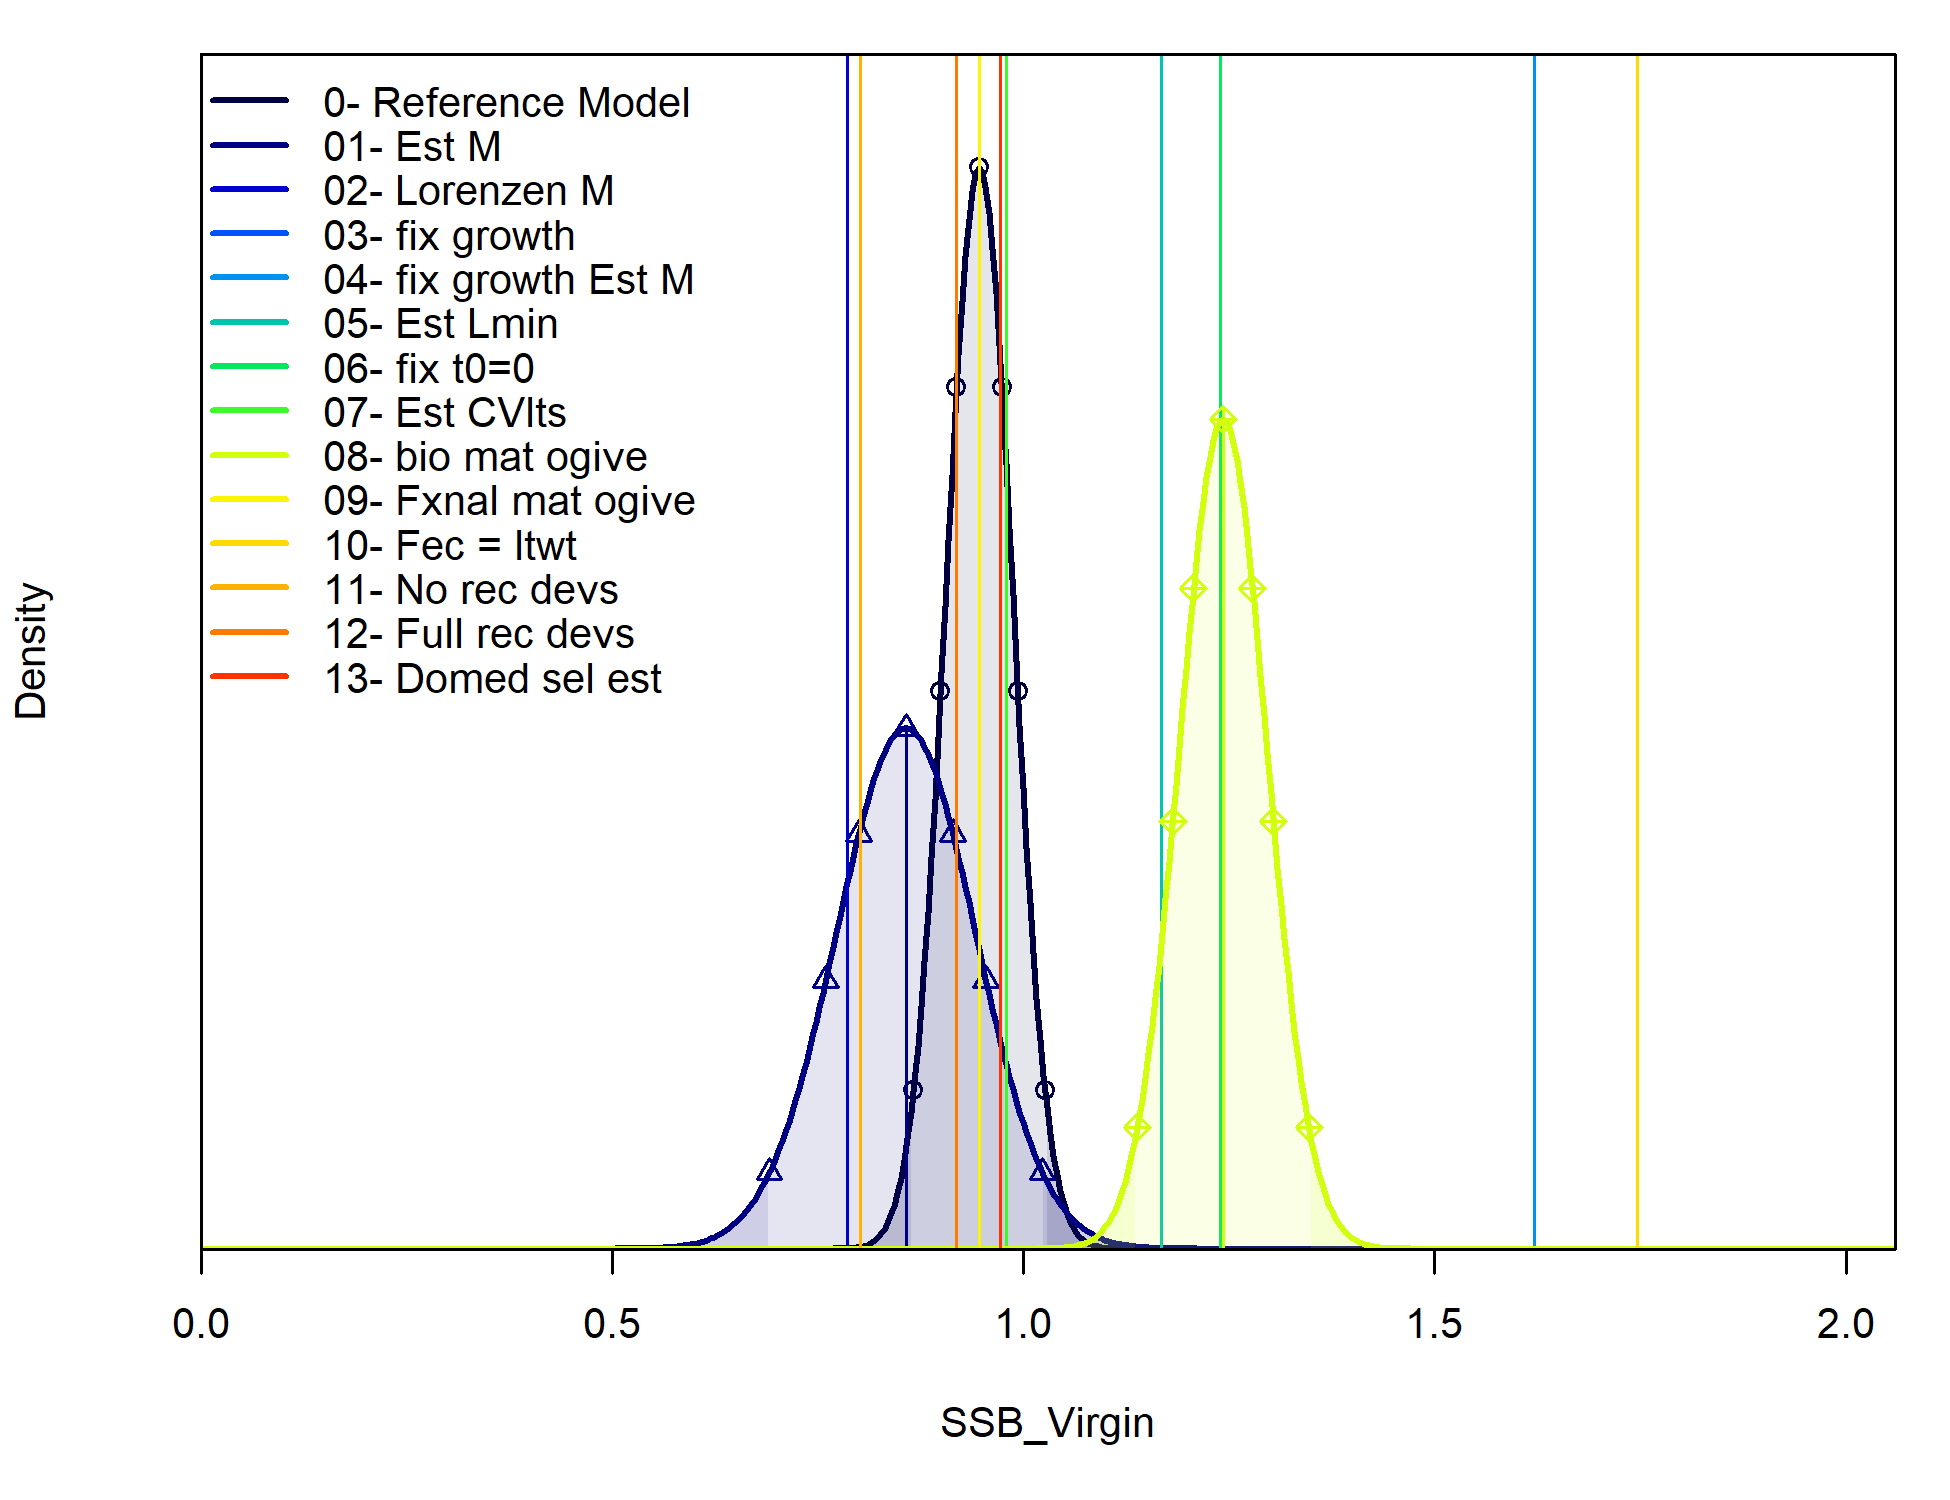 0- Reference Model
01- Est M
02- Lorenzen M
03- fix growth
04- fix growth Est M
05- Est Lmin
06- fix t0=0
07- Est CVlts
08- bio mat ogive
09- Fxnal mat ogive
10- Fec = ltwt
11- No rec devs
12- Full rec devs
13- Domed sel est
Density
0.0 0.5 1.0 1.5 2.0
SSB_Virgin